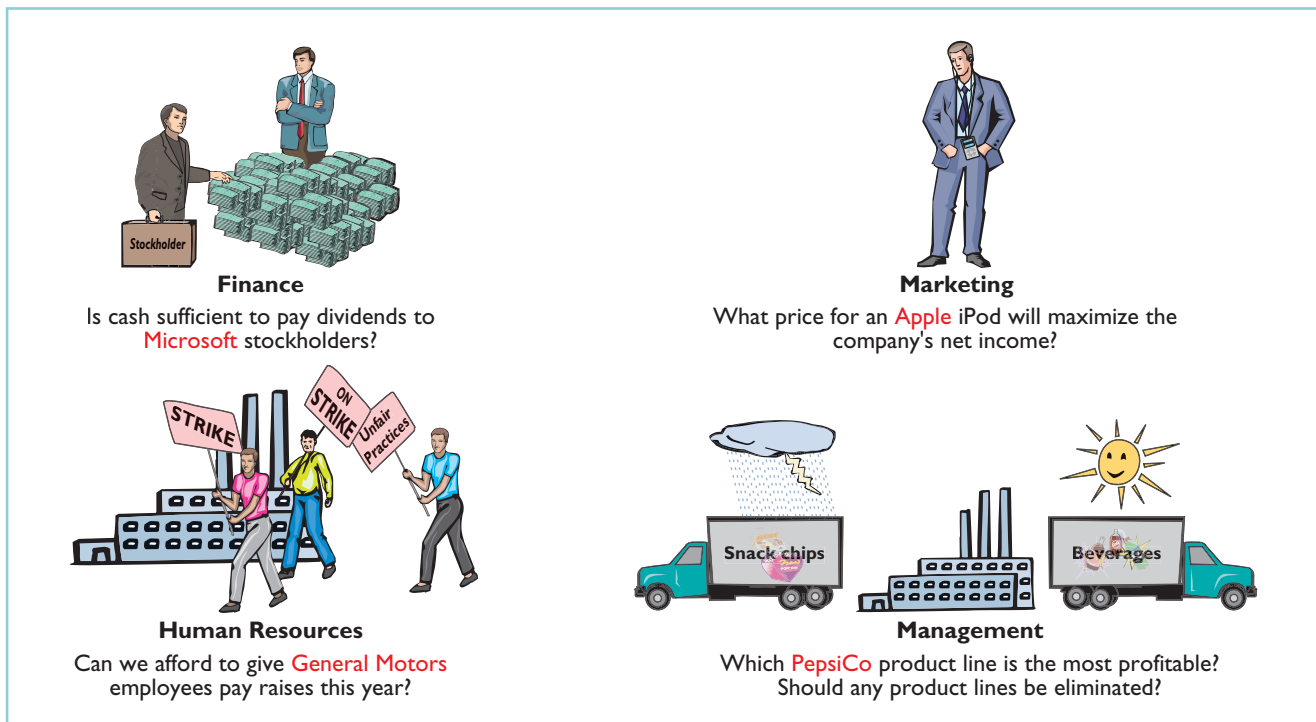 Stockholder
Finance
Is cash sufficient to pay dividends to
Microsoft stockholders?
Marketing
What price for an Apple iPod will maximize the
company's net income?
STRIKE
ON
STRIKE
Unfair
Practices
Human Resources
Can we afford to give General Motors
employees pay raises this year?
Snack chips
Beverages
Management
Which PepsiCo product line is the most profitable?
Should any product lines be eliminated?